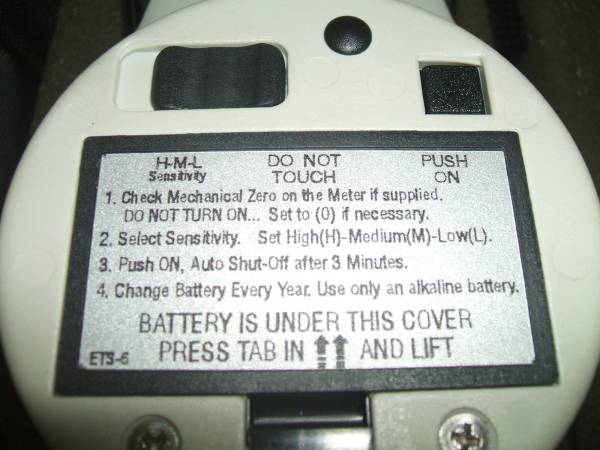 H-M-L DO NOT PUSH
Sensitivity TOUCH ON
1. Check Mechanical Zero on the Meter if supplied.
DO NOT TURN ON... Set to (0) if necessary.
2. Select Sensitivity. Set High(H)-Medium(M)-Low(L).
3. Push ON, Auto Shut-Off after 3 Minutes.
4. Change Battery Every Year. Use only an alkaline battery.
BATTERY IS UNDER THIS COVER
ETS-6 PRESS TAB IN ⬆⬆ AND LIFT